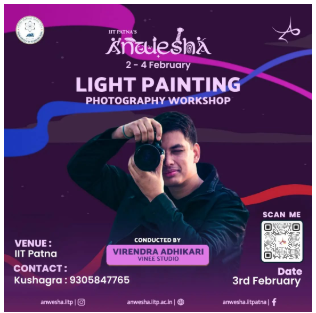 IIT PATNA'S
anwesha
2 - 4 February
LIGHT PAINTING
PHOTOGRAPHY WORKSHOP
SCAN ME
CONDUCTED BY
VIRENDRA ADHIKARI
VINEE STUDIO
VENUE :
IIT Patna
CONTACT :
Kushagra : 9305847765
Date
3rd February
anwesha.iitp |
anwesha.iitp.ac.in |
anwesha.iitpatna |